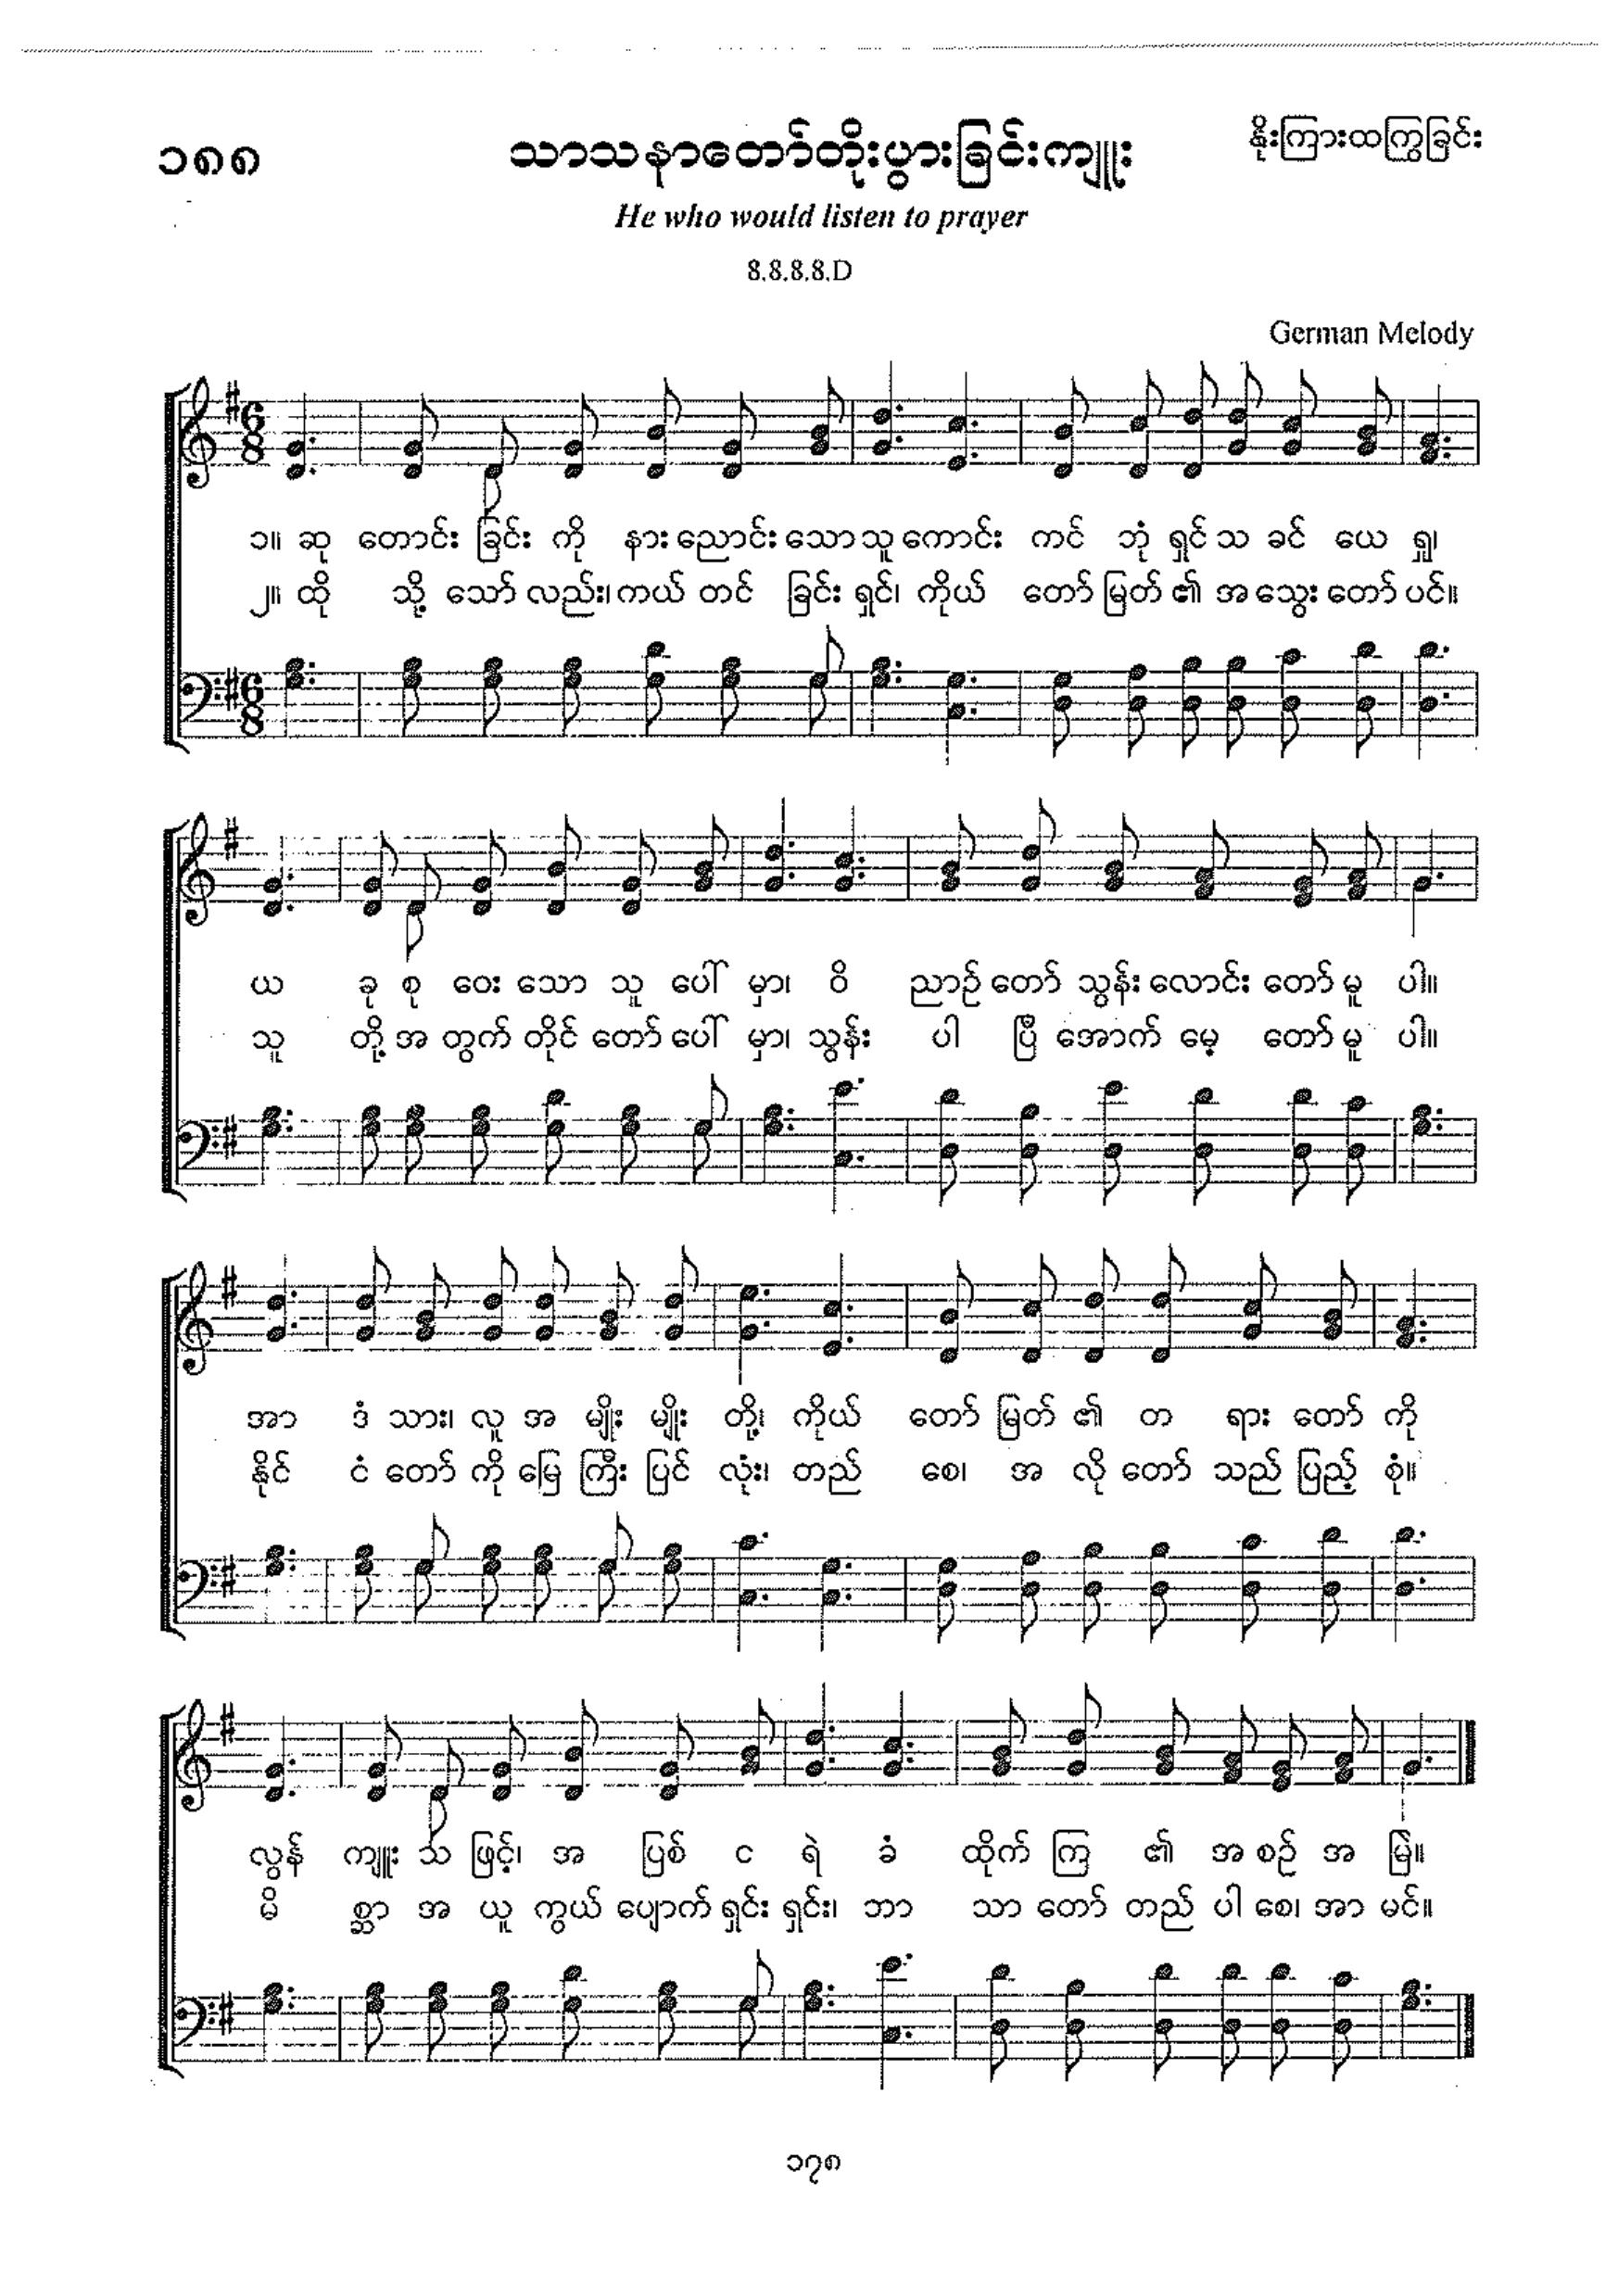 ၁၈၈
သာသနာတော်တိုးပွားခြင်းကျူး
နိုးကြားထကြွခြင်း
He who would listen to prayer
8.8.8.8.D
German Melody
၁။ ဆု တောင်း ခြင်း ကို နား ညောင်း သော သူ ကောင်း ကင် ဘုံ ရှင် သ ခင် ယေ ရှု၊
၂။ ထို သို့ သော် လည်း၊ ကယ် တင် ခြင်း ရှင်၊ ကိုယ် တော် မြတ် ၏ အ သွေး တော် ပင်။
ယ ခု စု ဝေး သော သူ ပေါ် မှာ၊ ဝိ ညာဉ် တော် သွန်း လောင်း တော် မူ ပါ။
သူ တို့ အ တွက် တိုင် တော် ပေါ် မှာ၊ သွန်း ပါ ပြီ အောက် မေ့ တော် မူ ပါ။
အာ ဒံ သား၊ လူ အ မျိုး မျိုး တို့၊ ကိုယ် တော် မြတ် ၏ တ ရား တော် ကို
နိုင် ငံ တော် ကို မြေ ကြီး ပြင် လုံး၊ တည် စေ၊ အ လို တော် သည် ပြည့် စုံ။
လွန် ကျူး သ ဖြင့်၊ အ ပြစ် ငရဲ ခံ ထိုက် ကြ ၏ အ စဉ် အ မြဲ။
မိ စ္ဆာ အ ယူ ကွယ် ပျောက် ရှင်း ရှင်း၊ ဘာ သာ တော် တည် ပါ စေ၊ အာ မင်။
၁၇၈